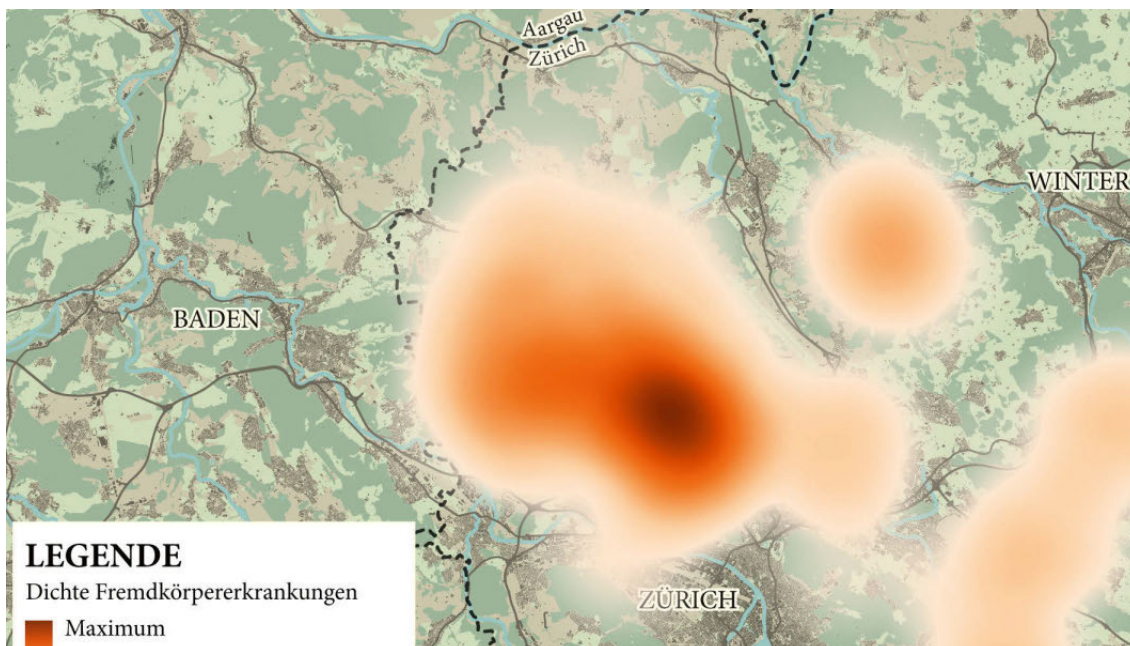 Aargau
Zürich
WINTER
BADEN
ZÜRICH
LEGENDE
Dichte Fremdkörpererkrankungen
Maximum